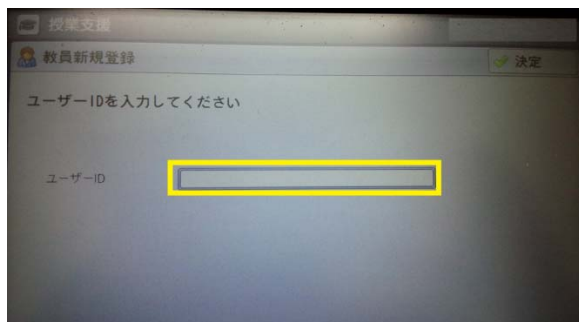 授業支援
教員新規登録
決定
ユーザーIDを入力してください
ユーザーID